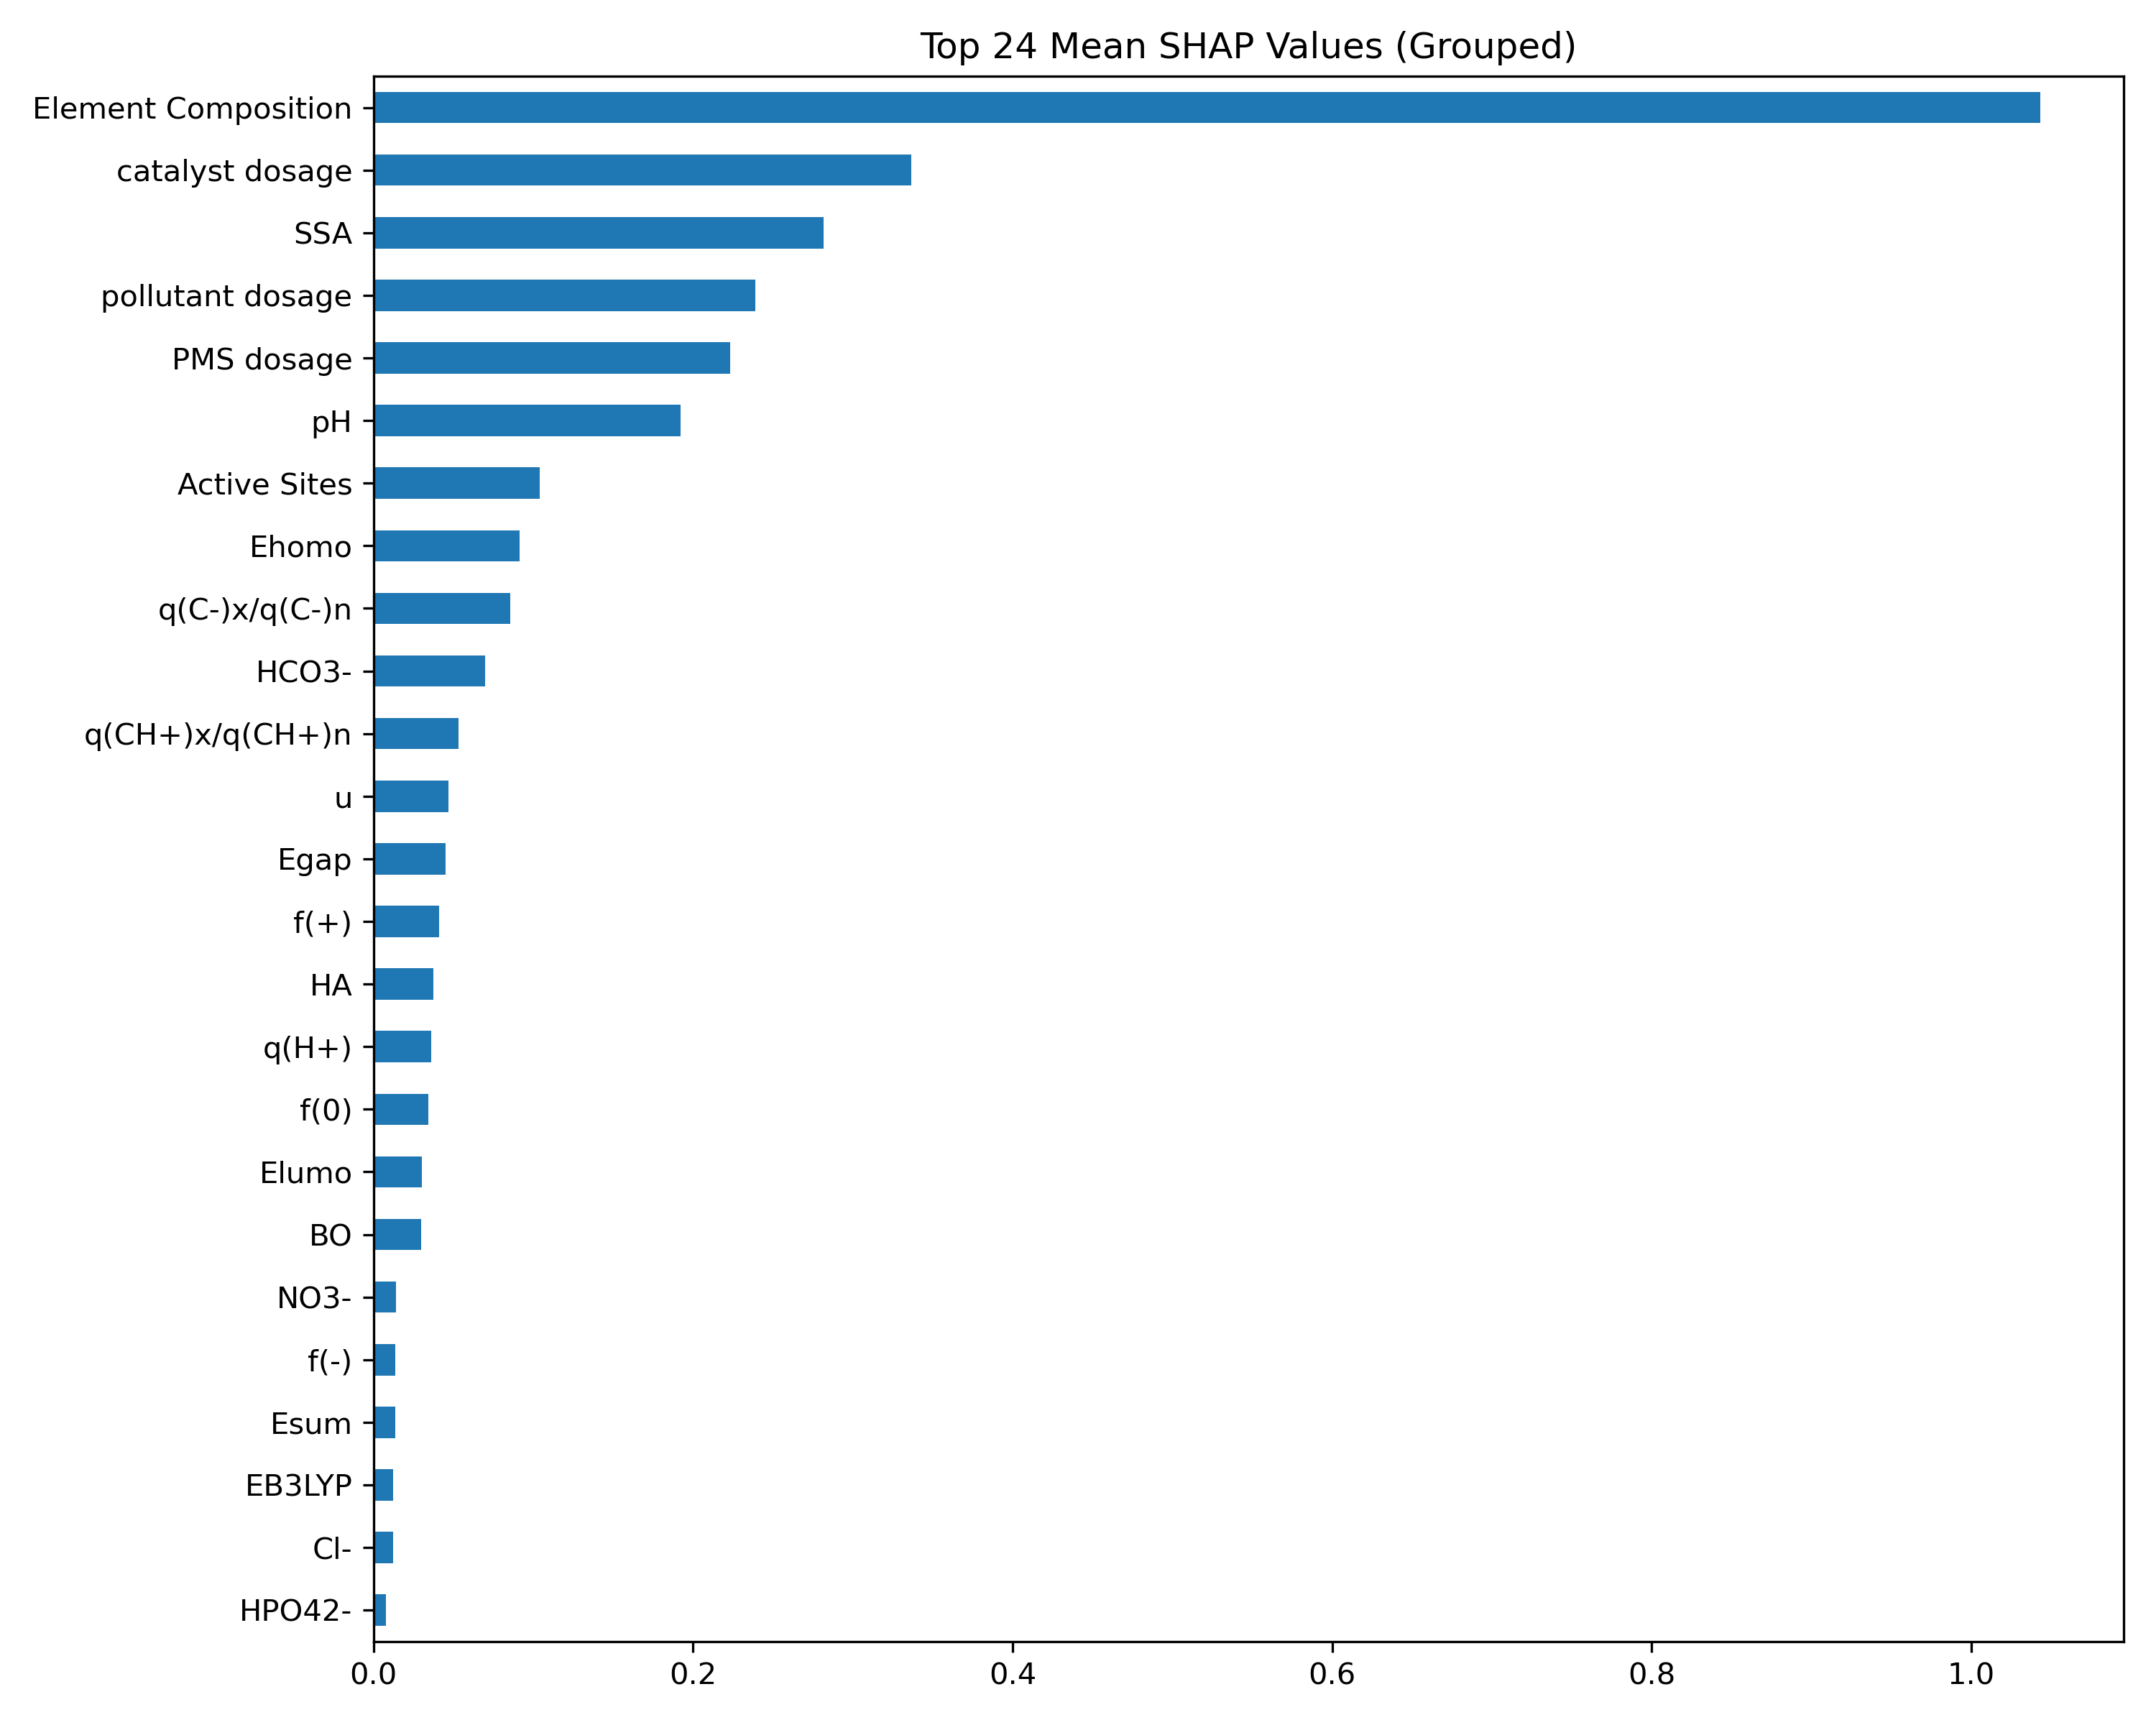 Top 24 Mean SHAP Values (Grouped)
Element Composition
catalyst dosage
SSA
pollutant dosage
PMS dosage
pH
Active Sites
Ehomo
q(C-)x/q(C-)n
HCO3-
q(CH+)x/q(CH+)n
u
Egap
f(+)
HA
q(H+)
f(0)
Elumo
BO
NO3-
f(-)
Esum
EB3LYP
Cl-
HPO42-
0.0 0.2 0.4 0.6 0.8 1.0